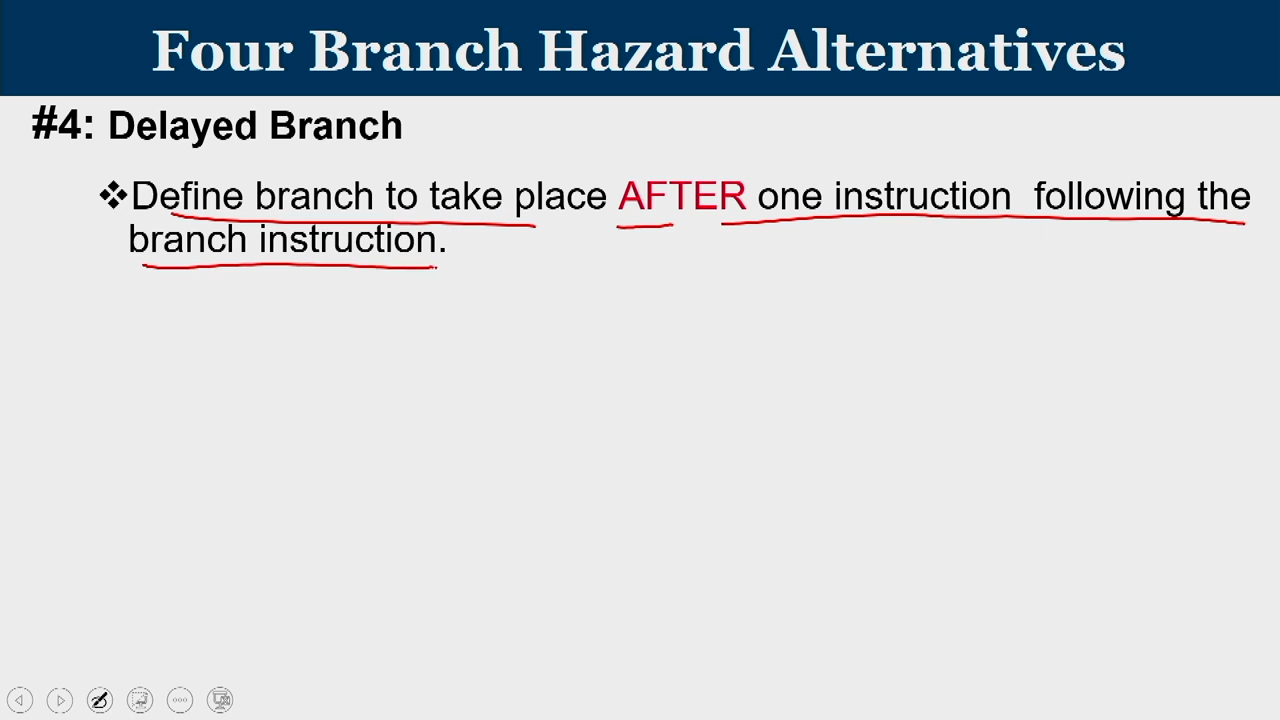 Four Branch Hazard Alternatives
#4: Delayed Branch
❖Define branch to take place AFTER one instruction following the
branch instruction.